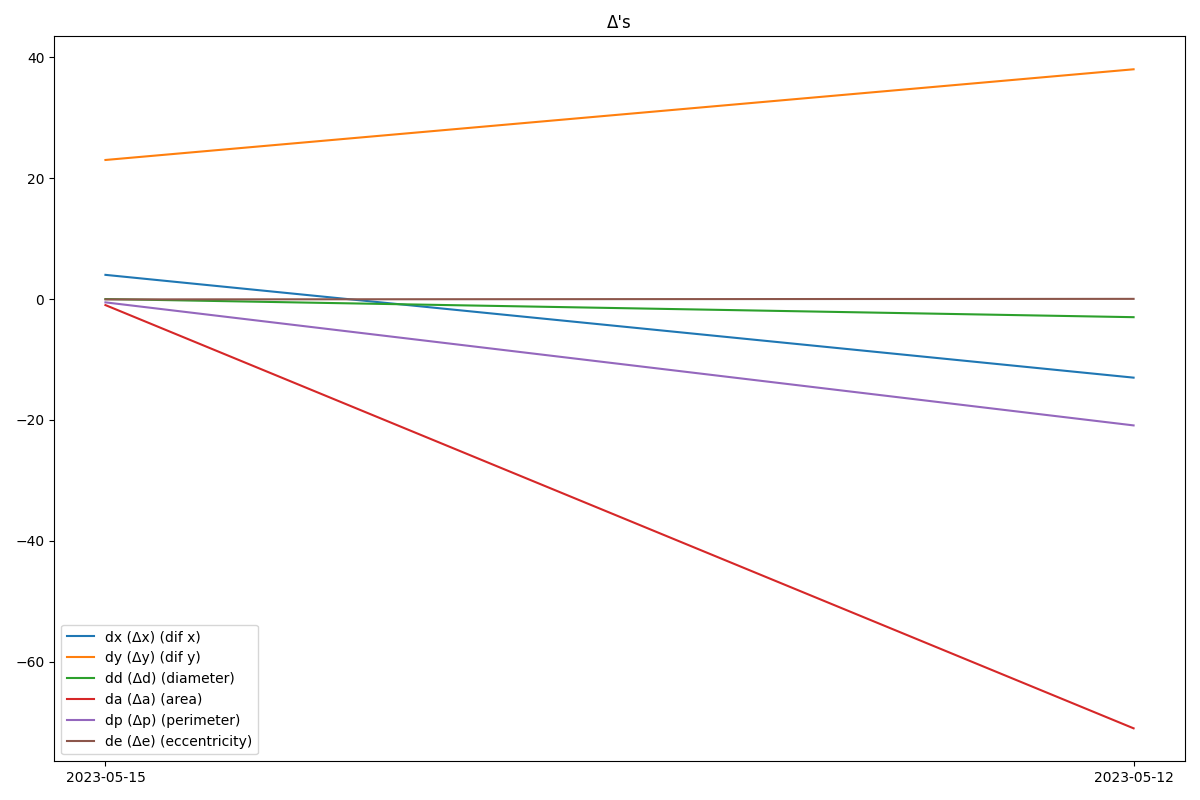 Δ's
40
20
0
−20
−40
−60
dx (Δx) (dif x)
dy (Δy) (dif y)
dd (Δd) (diameter)
da (Δa) (area)
dp (Δp) (perimeter)
de (Δe) (eccentricity)
2023-05-15
2023-05-12